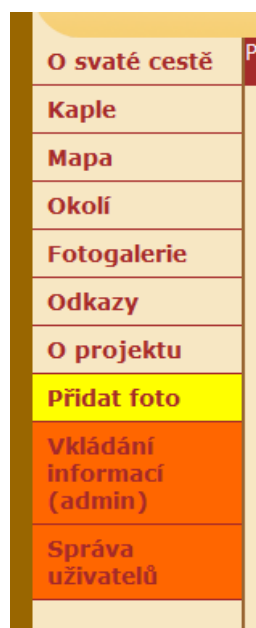 O svaté cestě
Kaple
Mapa
Okolí
Fotogalerie
Odkazy
O projektu
Přidat foto
Vkládání
informací
(admin)
Správa
uživatelů